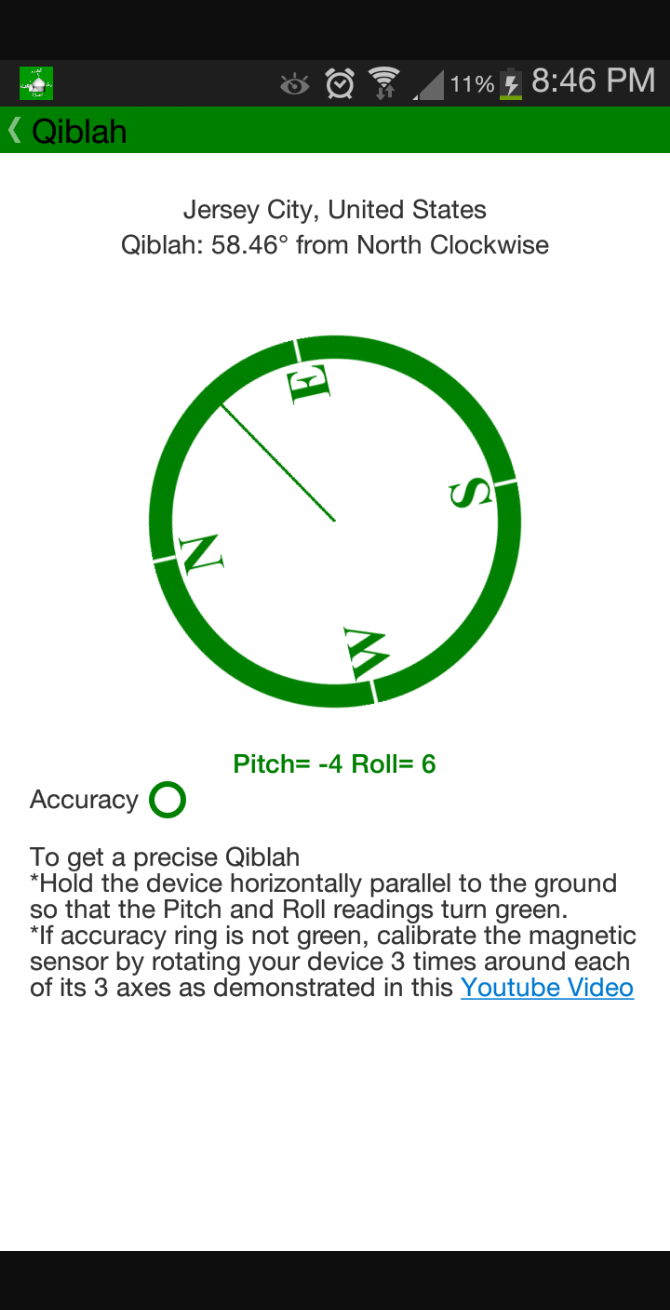 11% 8:46 PM
Qiblah
Jersey City, United States
Qiblah: 58.46° from North Clockwise
E
S
N
W
Pitch= -4 Roll= 6
Accuracy
To get a precise Qiblah
*Hold the device horizontally parallel to the ground
so that the Pitch and Roll readings turn green.
*If accuracy ring is not green, calibrate the magnetic
sensor by rotating your device 3 times around each
of its 3 axes as demonstrated in this Youtube Video